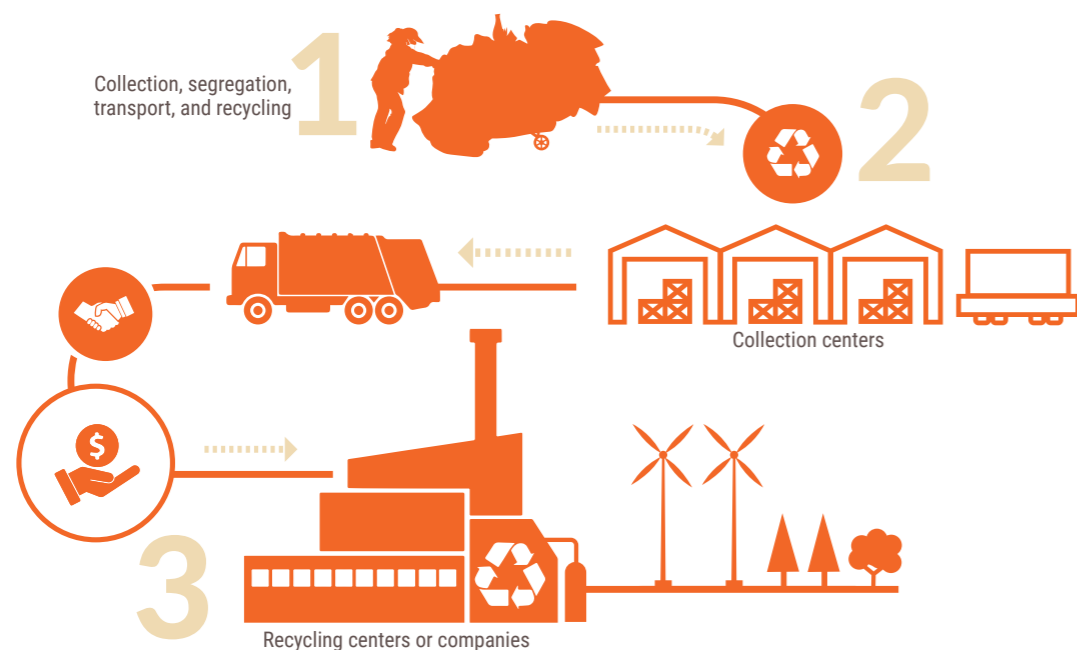 1
Collection, segregation,
transport, and recycling
2
Collection centers
$
3
Recycling centers or companies